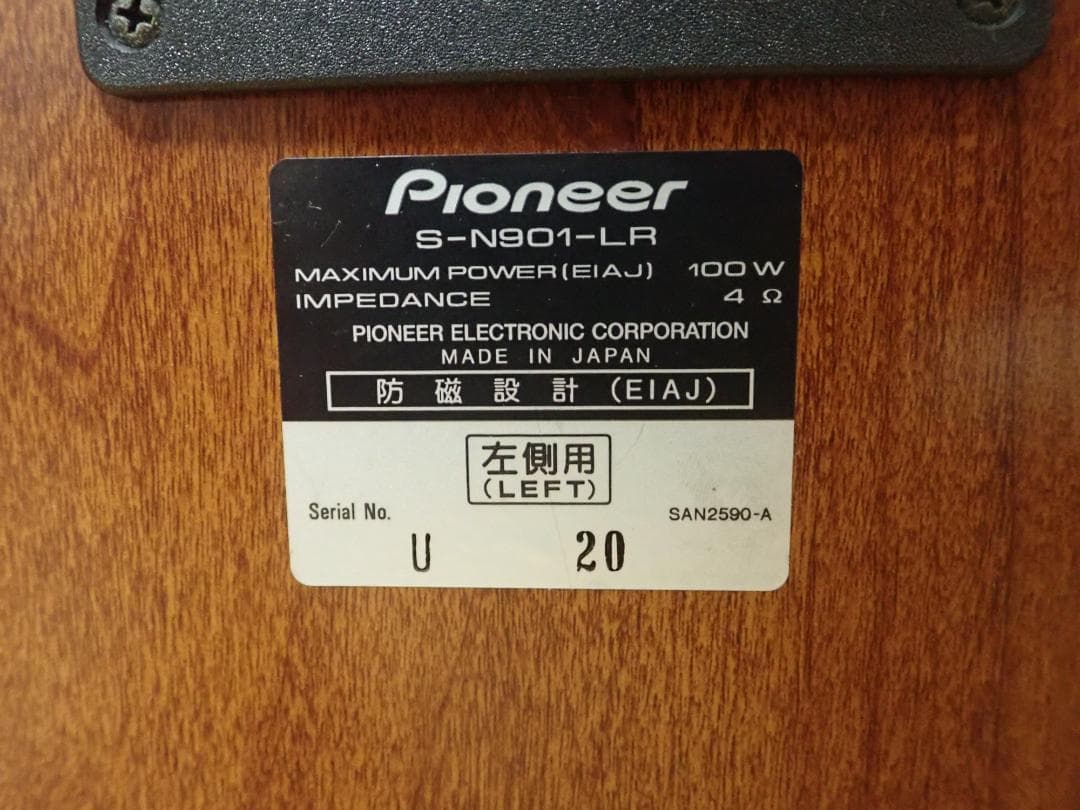 Pioneer
S-N901-LR
MAXIMUM POWER(EIAJ) 100 W
IMPEDANCE 4 Ω
PIONEER ELECTRONIC CORPORATION
MADE IN JAPAN
防磁設計 (EIAJ)
左側用
(LEFT)
Serial No. SAN2590-A
U 20